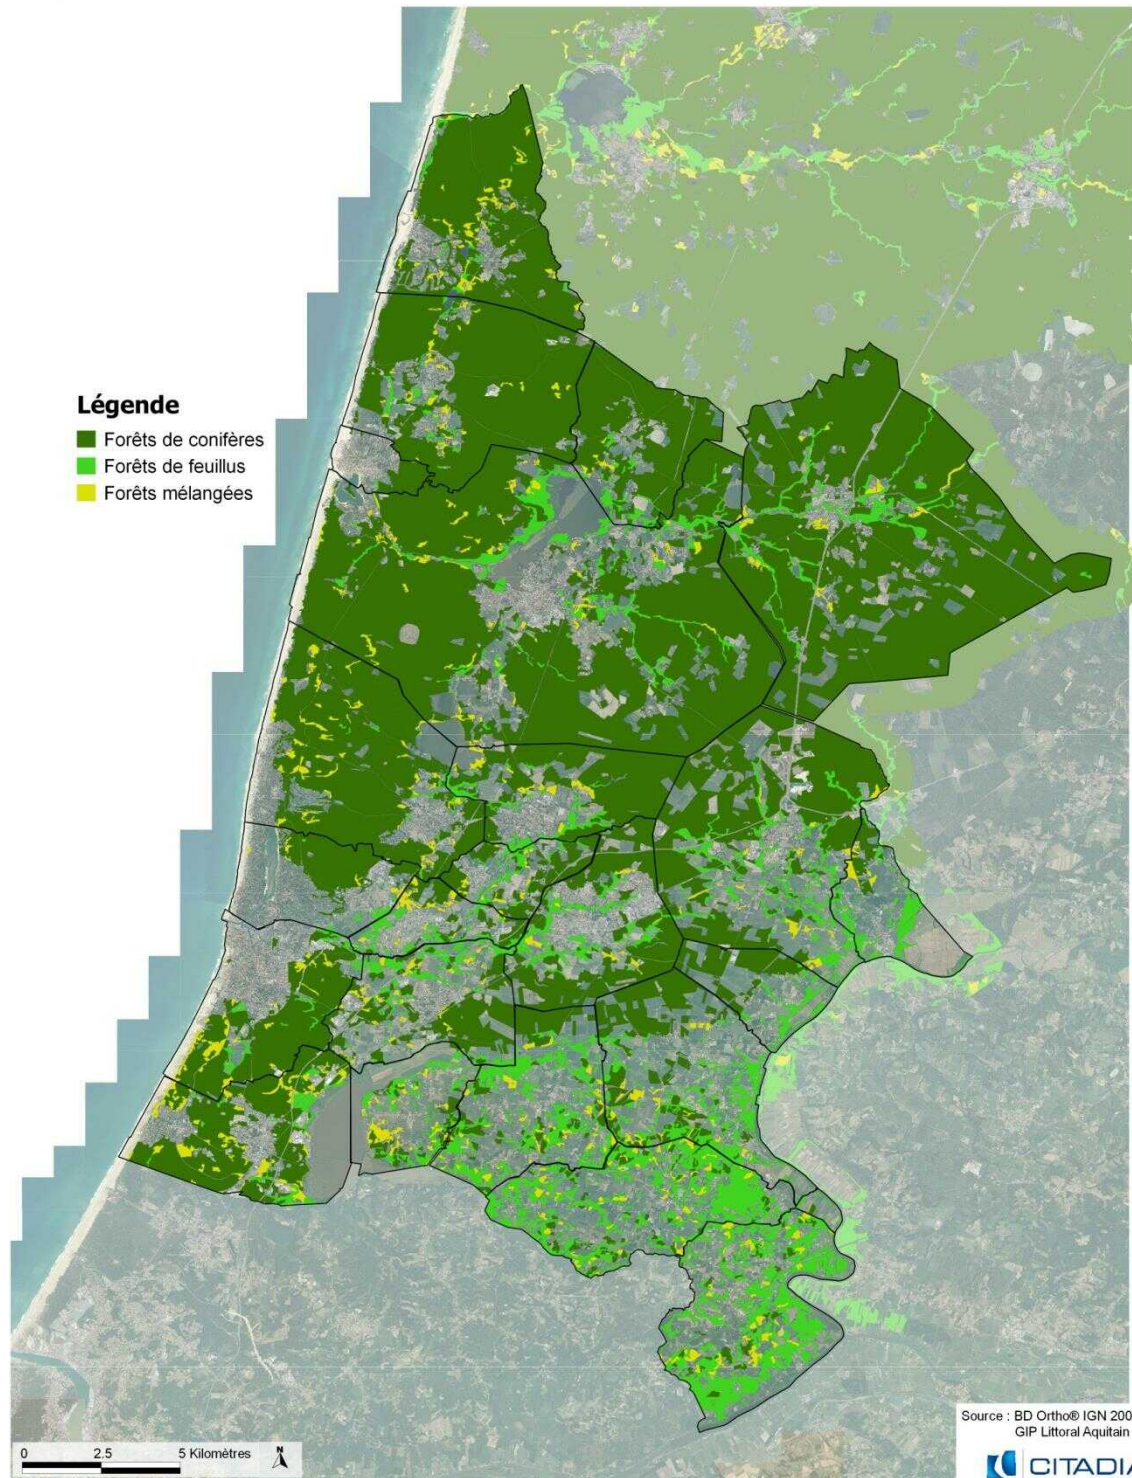 Légende
Forêts de conifères
Forêts de feuillus
Forêts mélangées
0 2.5 5 Kilomètres
N
Source : BD Ortho® IGN 200
GIP Littoral Aquitain
CITADIA